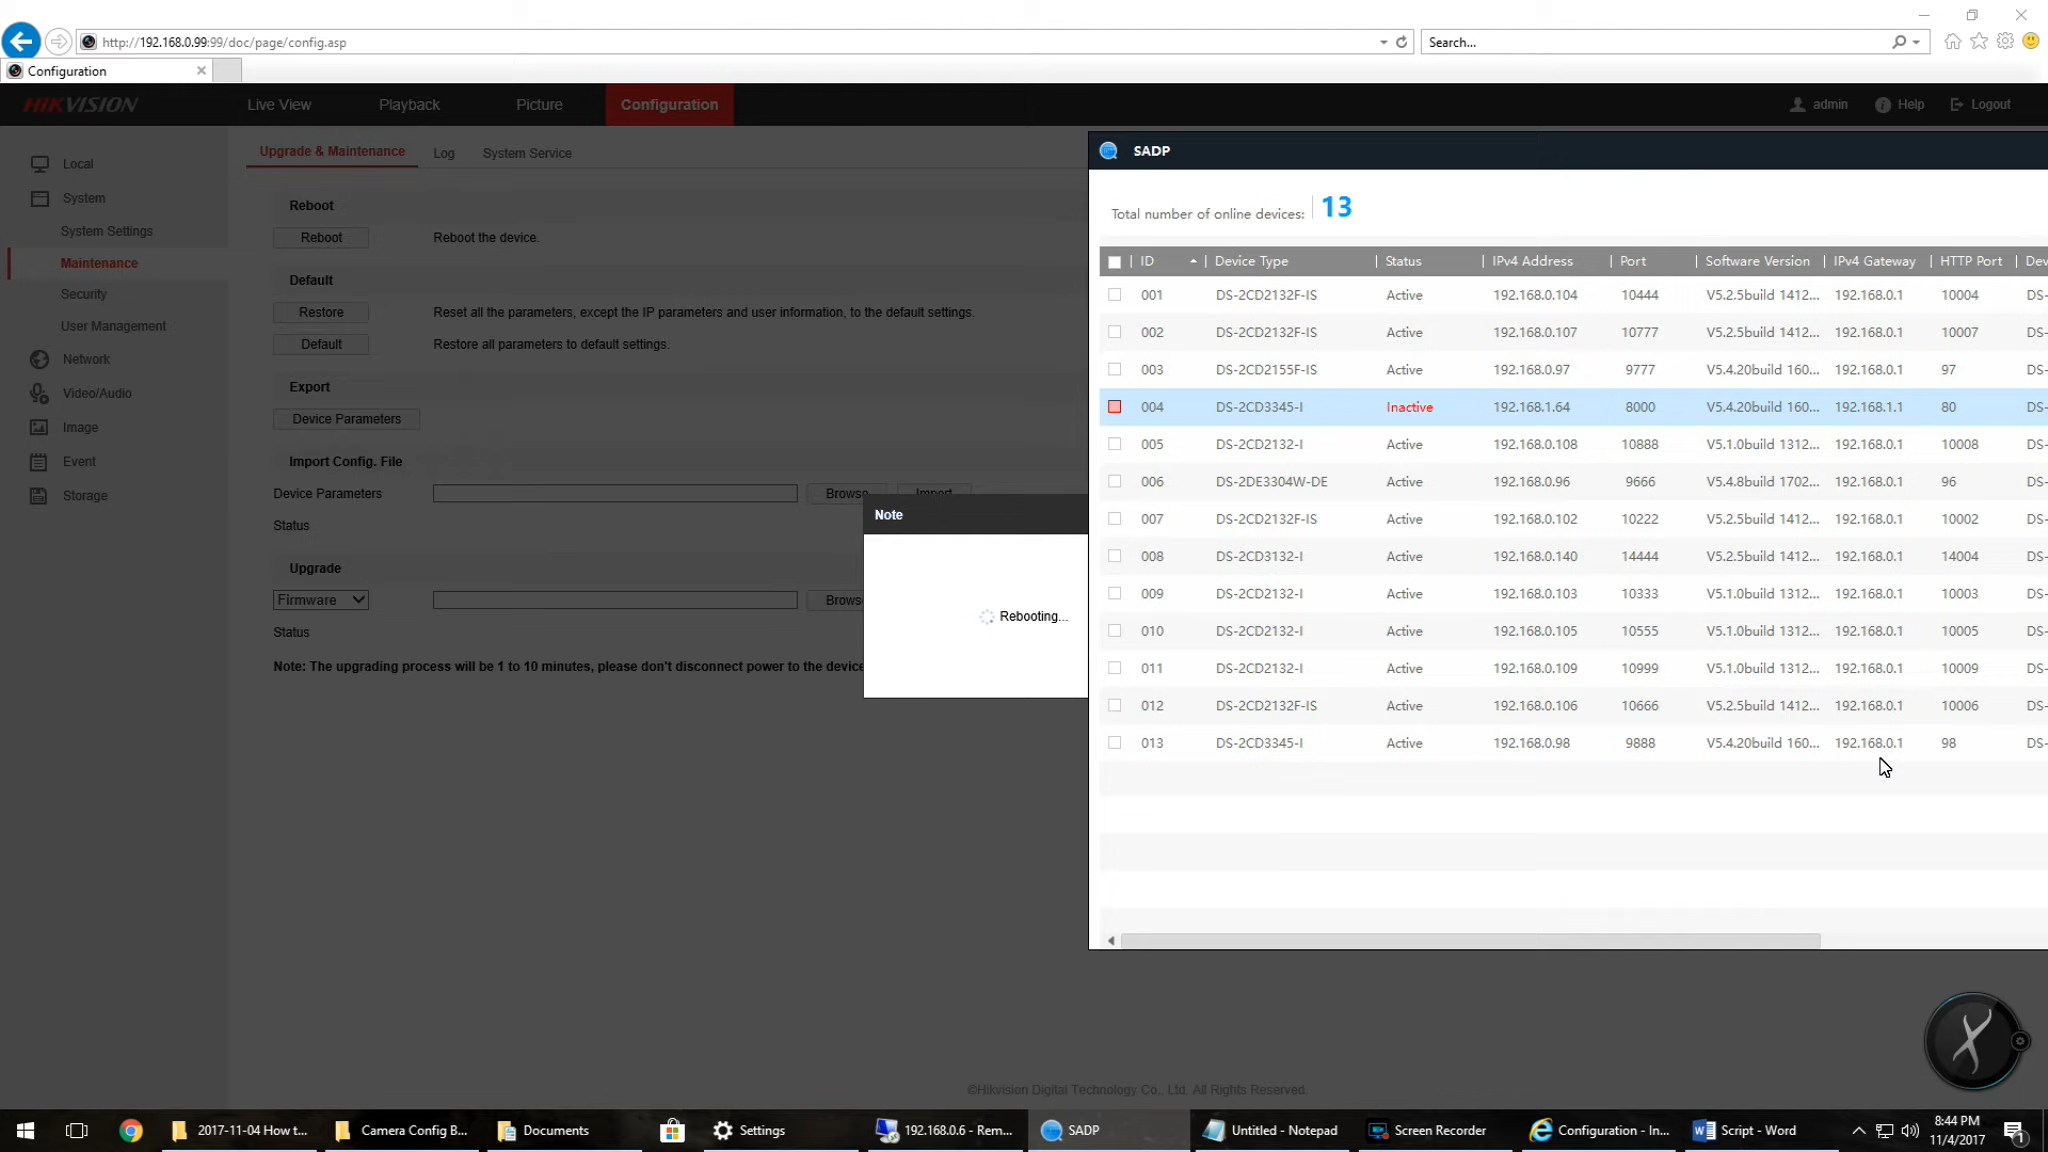 http://192.168.0.99:99/doc/page/config.asp
Search...
Configuration
HIKVISION
Live View
Playback
Picture
Configuration
admin
Help
Logout
Local
System
System Settings
Maintenance
Security
User Management
Network
Video/Audio
Image
Event
Storage
Upgrade & Maintenance
Log
System Service
Reboot
Reboot
Reboot the device.
Default
Restore
Reset all the parameters, except the IP parameters and user information, to the default settings.
Default
Restore all parameters to default settings.
Export
Device Parameters
Import Config. File
Device Parameters
Browse
Import
Status
Upgrade
Firmware
Brows
Status
Note: The upgrading process will be 1 to 10 minutes, please don't disconnect power to the device
Note
Rebooting...
SADP
Total number of online devices: 13
ID Device Type Status IPv4 Address Port Software Version IPv4 Gateway HTTP Port Dev
001 DS-2CD2132F-IS Active 192.168.0.104 10444 V5.2.5build 1412... 192.168.0.1 10004 DS-
002 DS-2CD2132F-IS Active 192.168.0.107 10777 V5.2.5build 1412... 192.168.0.1 10007 DS-
003 DS-2CD2155F-IS Active 192.168.0.97 9777 V5.4.20build 160... 192.168.0.1 97 DS-
004 DS-2CD3345-I Inactive 192.168.1.64 8000 V5.4.20build 160... 192.168.1.1 80 DS-
005 DS-2CD2132-I Active 192.168.0.108 10888 V5.1.0build 1312... 192.168.0.1 10008 DS-
006 DS-2DE3304W-DE Active 192.168.0.96 9666 V5.4.8build 1702... 192.168.0.1 96 DS-
007 DS-2CD2132F-IS Active 192.168.0.102 10222 V5.2.5build 1412... 192.168.0.1 10002 DS-
008 DS-2CD3132-I Active 192.168.0.140 14444 V5.2.5build 1412... 192.168.0.1 14004 DS-
009 DS-2CD2132-I Active 192.168.0.103 10333 V5.1.0build 1312... 192.168.0.1 10003 DS-
010 DS-2CD2132-I Active 192.168.0.105 10555 V5.1.0build 1312... 192.168.0.1 10005 DS-
011 DS-2CD2132-I Active 192.168.0.109 10999 V5.1.0build 1312... 192.168.0.1 10009 DS-
012 DS-2CD2132F-IS Active 192.168.0.106 10666 V5.2.5build 1412... 192.168.0.1 10006 DS-
013 DS-2CD3345-I Active 192.168.0.98 9888 V5.4.20build 160... 192.168.0.1 98 DS-
©Hikvision Digital Technology Co., Ltd. All Rights Reserved.
2017-11-04 How t...
Camera Config B...
Documents
Settings
192.168.0.6 - Rem...
SADP
Untitled - Notepad
Screen Recorder
Configuration - In...
Script - Word
8:44 PM
11/4/2017
1